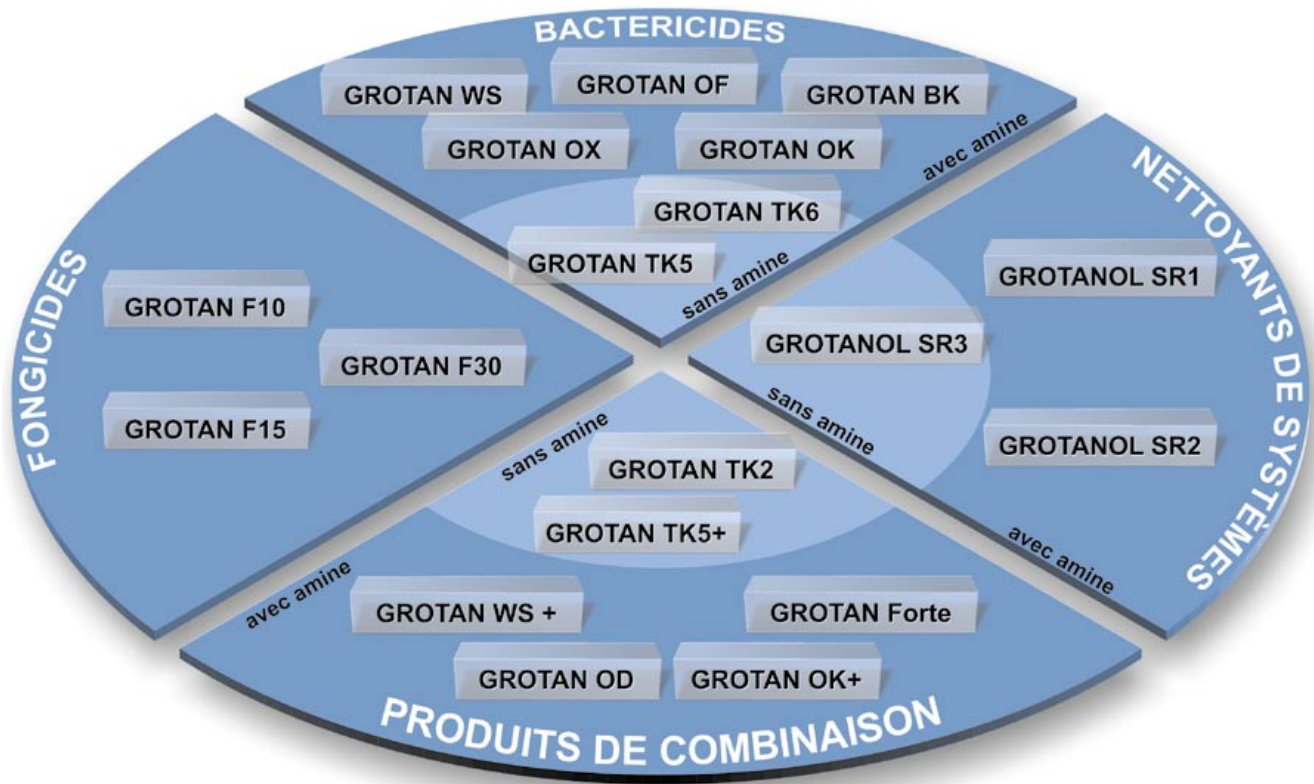 BACTERICIDES
GROTAN WS
GROTAN OF
GROTAN BK
GROTAN OX
GROTAN OK
avec amine
GROTAN TK6
GROTAN TK5
sans amine
NETTOYANTS DE SYSTÈMES
GROTANOL SR1
GROTANOL SR3
GROTANOL SR2
sans amine
avec amine
FONGICIDES
GROTAN F10
GROTAN F30
GROTAN F15
sans amine
GROTAN TK2
GROTAN TK5+
avec amine
GROTAN WS +
GROTAN Forte
GROTAN OD
GROTAN OK+
PRODUITS DE COMBINAISON